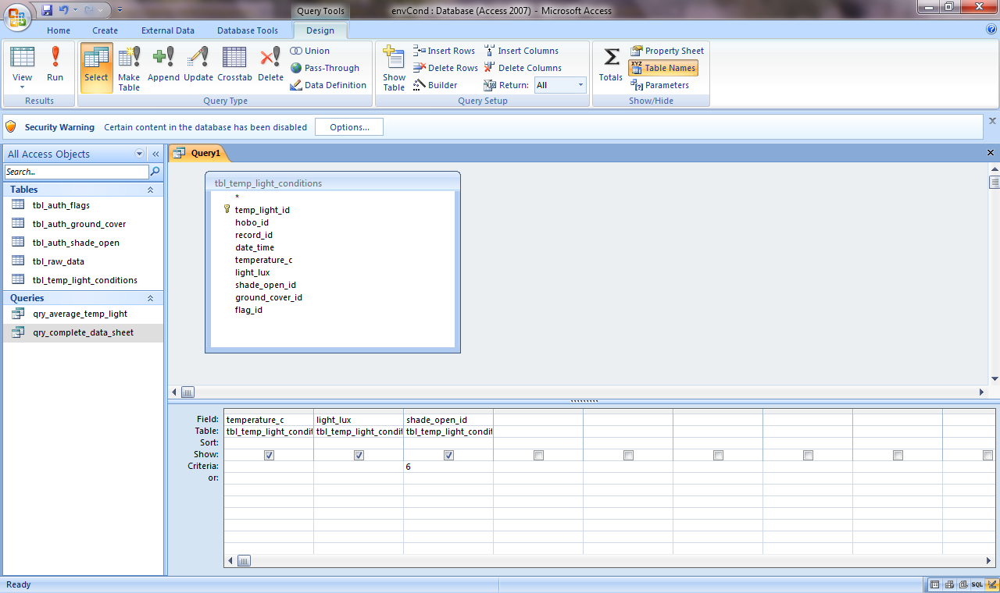 Query Tools
envCond : Database (Access 2007) - Microsoft Access
Home Create External Data Database Tools Design
View Run
Results
Select Make Table Append Update Crosstab Delete
Union
Pass-Through
Data Definition
Query Type
Show Table
Insert Rows
Delete Rows
Builder
Insert Columns
Delete Columns
Return: All
Query Setup
Totals
Property Sheet
XYZ Table Names
Parameters
Show/Hide
Security Warning Certain content in the database has been disabled Options...
All Access Objects
Search...
Tables
tbl_auth_flags
tbl_auth_ground_cover
tbl_auth_shade_open
tbl_raw_data
tbl_temp_light_conditions
Queries
qry_average_temp_light
qry_complete_data_sheet
Query1
tbl_temp_light_conditions
*
temp_light_id
hobo_id
record_id
date_time
temperature_c
light_lux
shade_open_id
ground_cover_id
flag_id
Field: temperature_c light_lux shade_open_id
Table: tbl_temp_light_condit tbl_temp_light_condit tbl_temp_light_condit
Sort:
Show:
Criteria: 6
or:
Ready
SQL